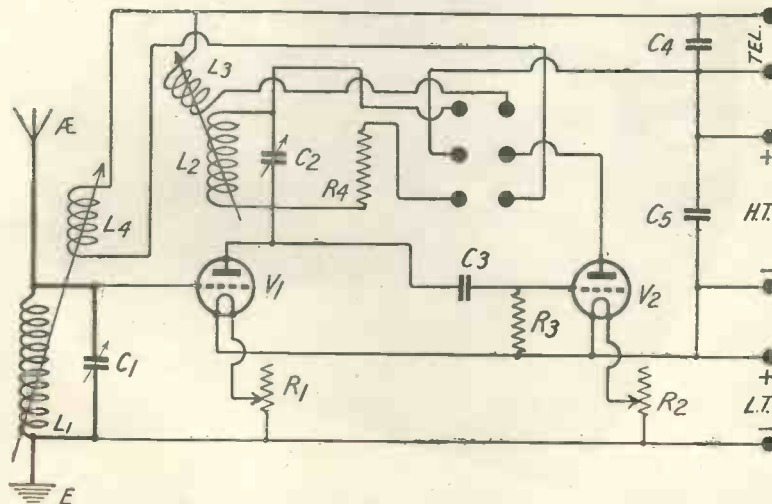 C4
TEL.
L3
Æ
C2
+
L2
R4
L4
C5
H.T.
C3
V1
V2
−
R3
C1
+
R1
R2
L.T.
L1
−
E